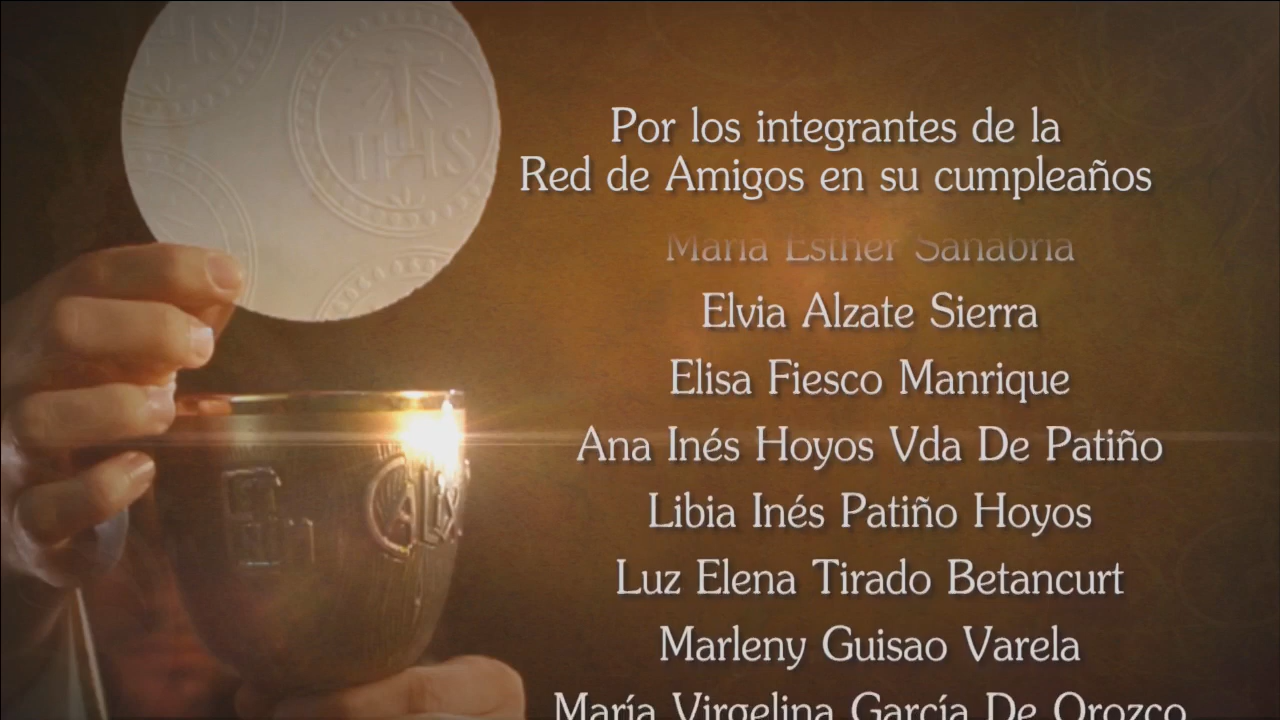 IHS
Por los integrantes de la
Red de Amigos en su cumpleaños
María Esther Sanabria
Elvia Alzate Sierra
Elisa Fiesco Manrique
Ana Inés Hoyos Vda De Patiño
Libia Inés Patiño Hoyos
Luz Elena Tirado Betancurt
Marleny Guisao Varela
María Virgelina García De Orozco